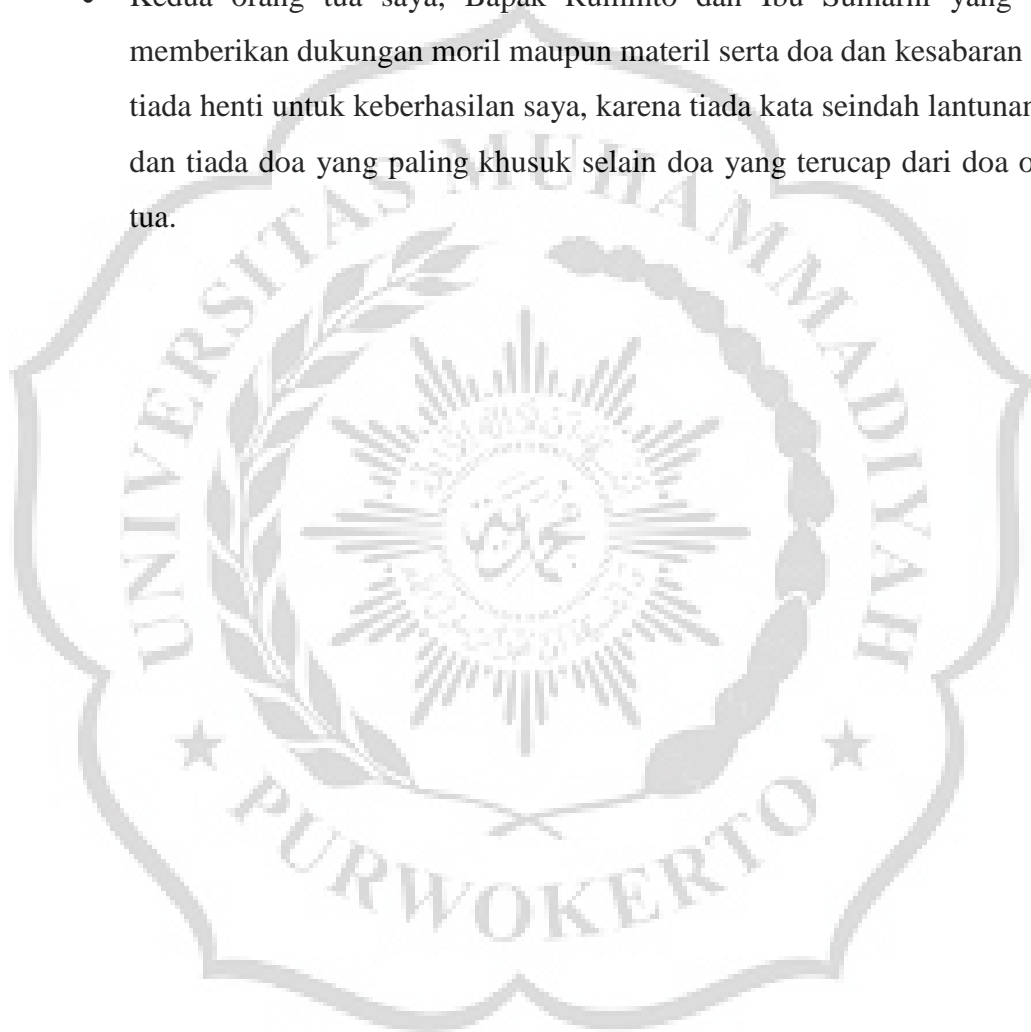 • Kedua orang tua saya, Bapak dan Ibu yang
memberikan dukungan moril maupun materil serta doa dan kesabaran
tiada henti untuk keberhasilan saya, karena tiada kata seindah lantunan
dan tiada doa yang paling khusuk selain doa yang terucap dari doa o
tua.
UNIVERSITAS MUHAMMADIYAH
★ PURWOKERTO ★